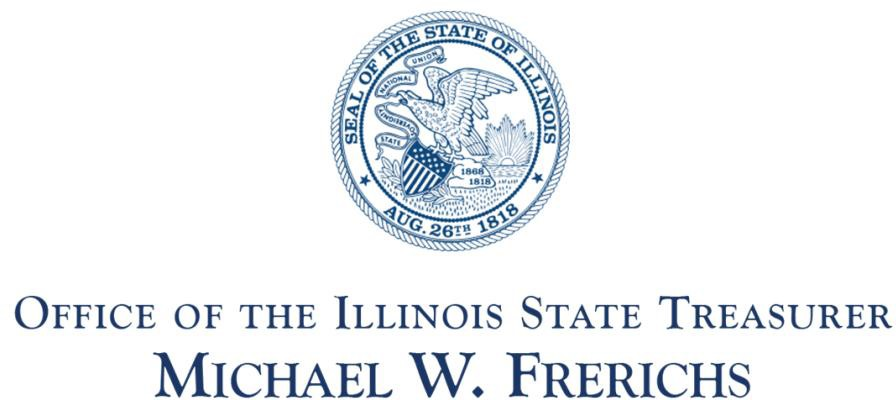 SEAL OF THE STATE OF ILLINOIS
NATIONAL UNION
STATE SOVEREIGNTY
1868
1818
AUG. 26TH 1818
OFFICE OF THE ILLINOIS STATE TREASURER
MICHAEL W. FRERICHS